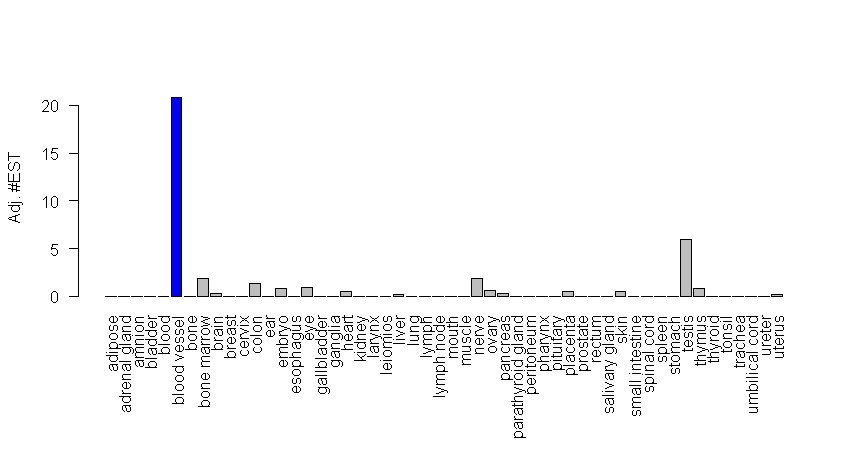 Adj. #EST
20
15
10
5
0
adipose
adrenal gland
amnion
bladder
blood
blood vessel
bone
bone marrow
brain
breast
cervix
colon
ear
embryo
esophagus
eye
gallbladder
ganglia
heart
kidney
larynx
leiomios
liver
lung
lymph
lymph node
mouth
muscle
nerve
ovary
pancreas
parathyroid gland
peritoneum
pharynx
pituitary
placenta
prostate
rectum
salivary gland
skin
small intestine
spinal cord
spleen
stomach
testis
thymus
thyroid
tonsil
trachea
umbilical cord
ureter
uterus